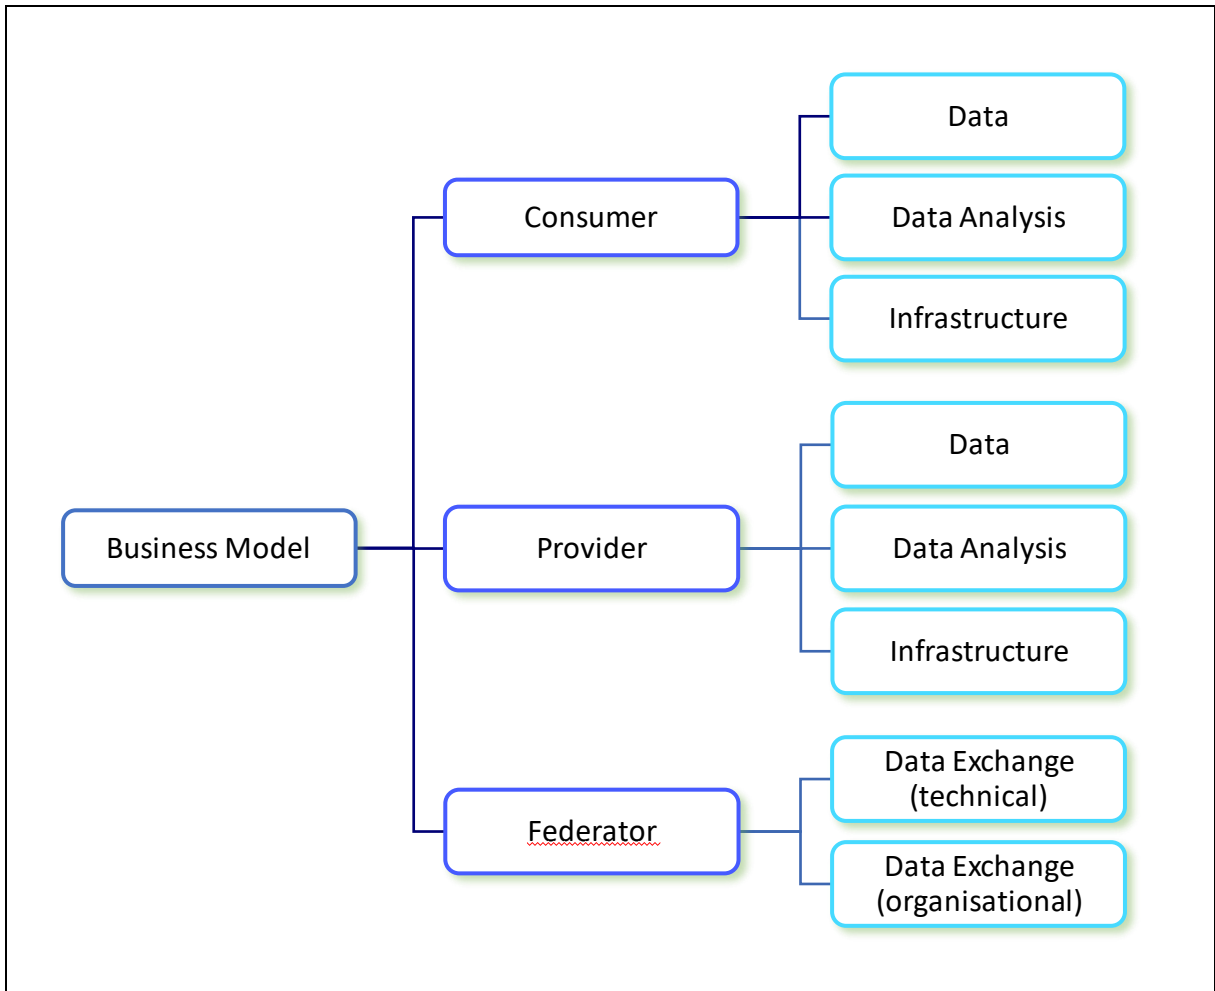 Data
Consumer
Data Analysis
Infrastructure
Data
Business Model
Provider
Data Analysis
Infrastructure
Data Exchange
(technical)
Federator
Data Exchange
(organisational)